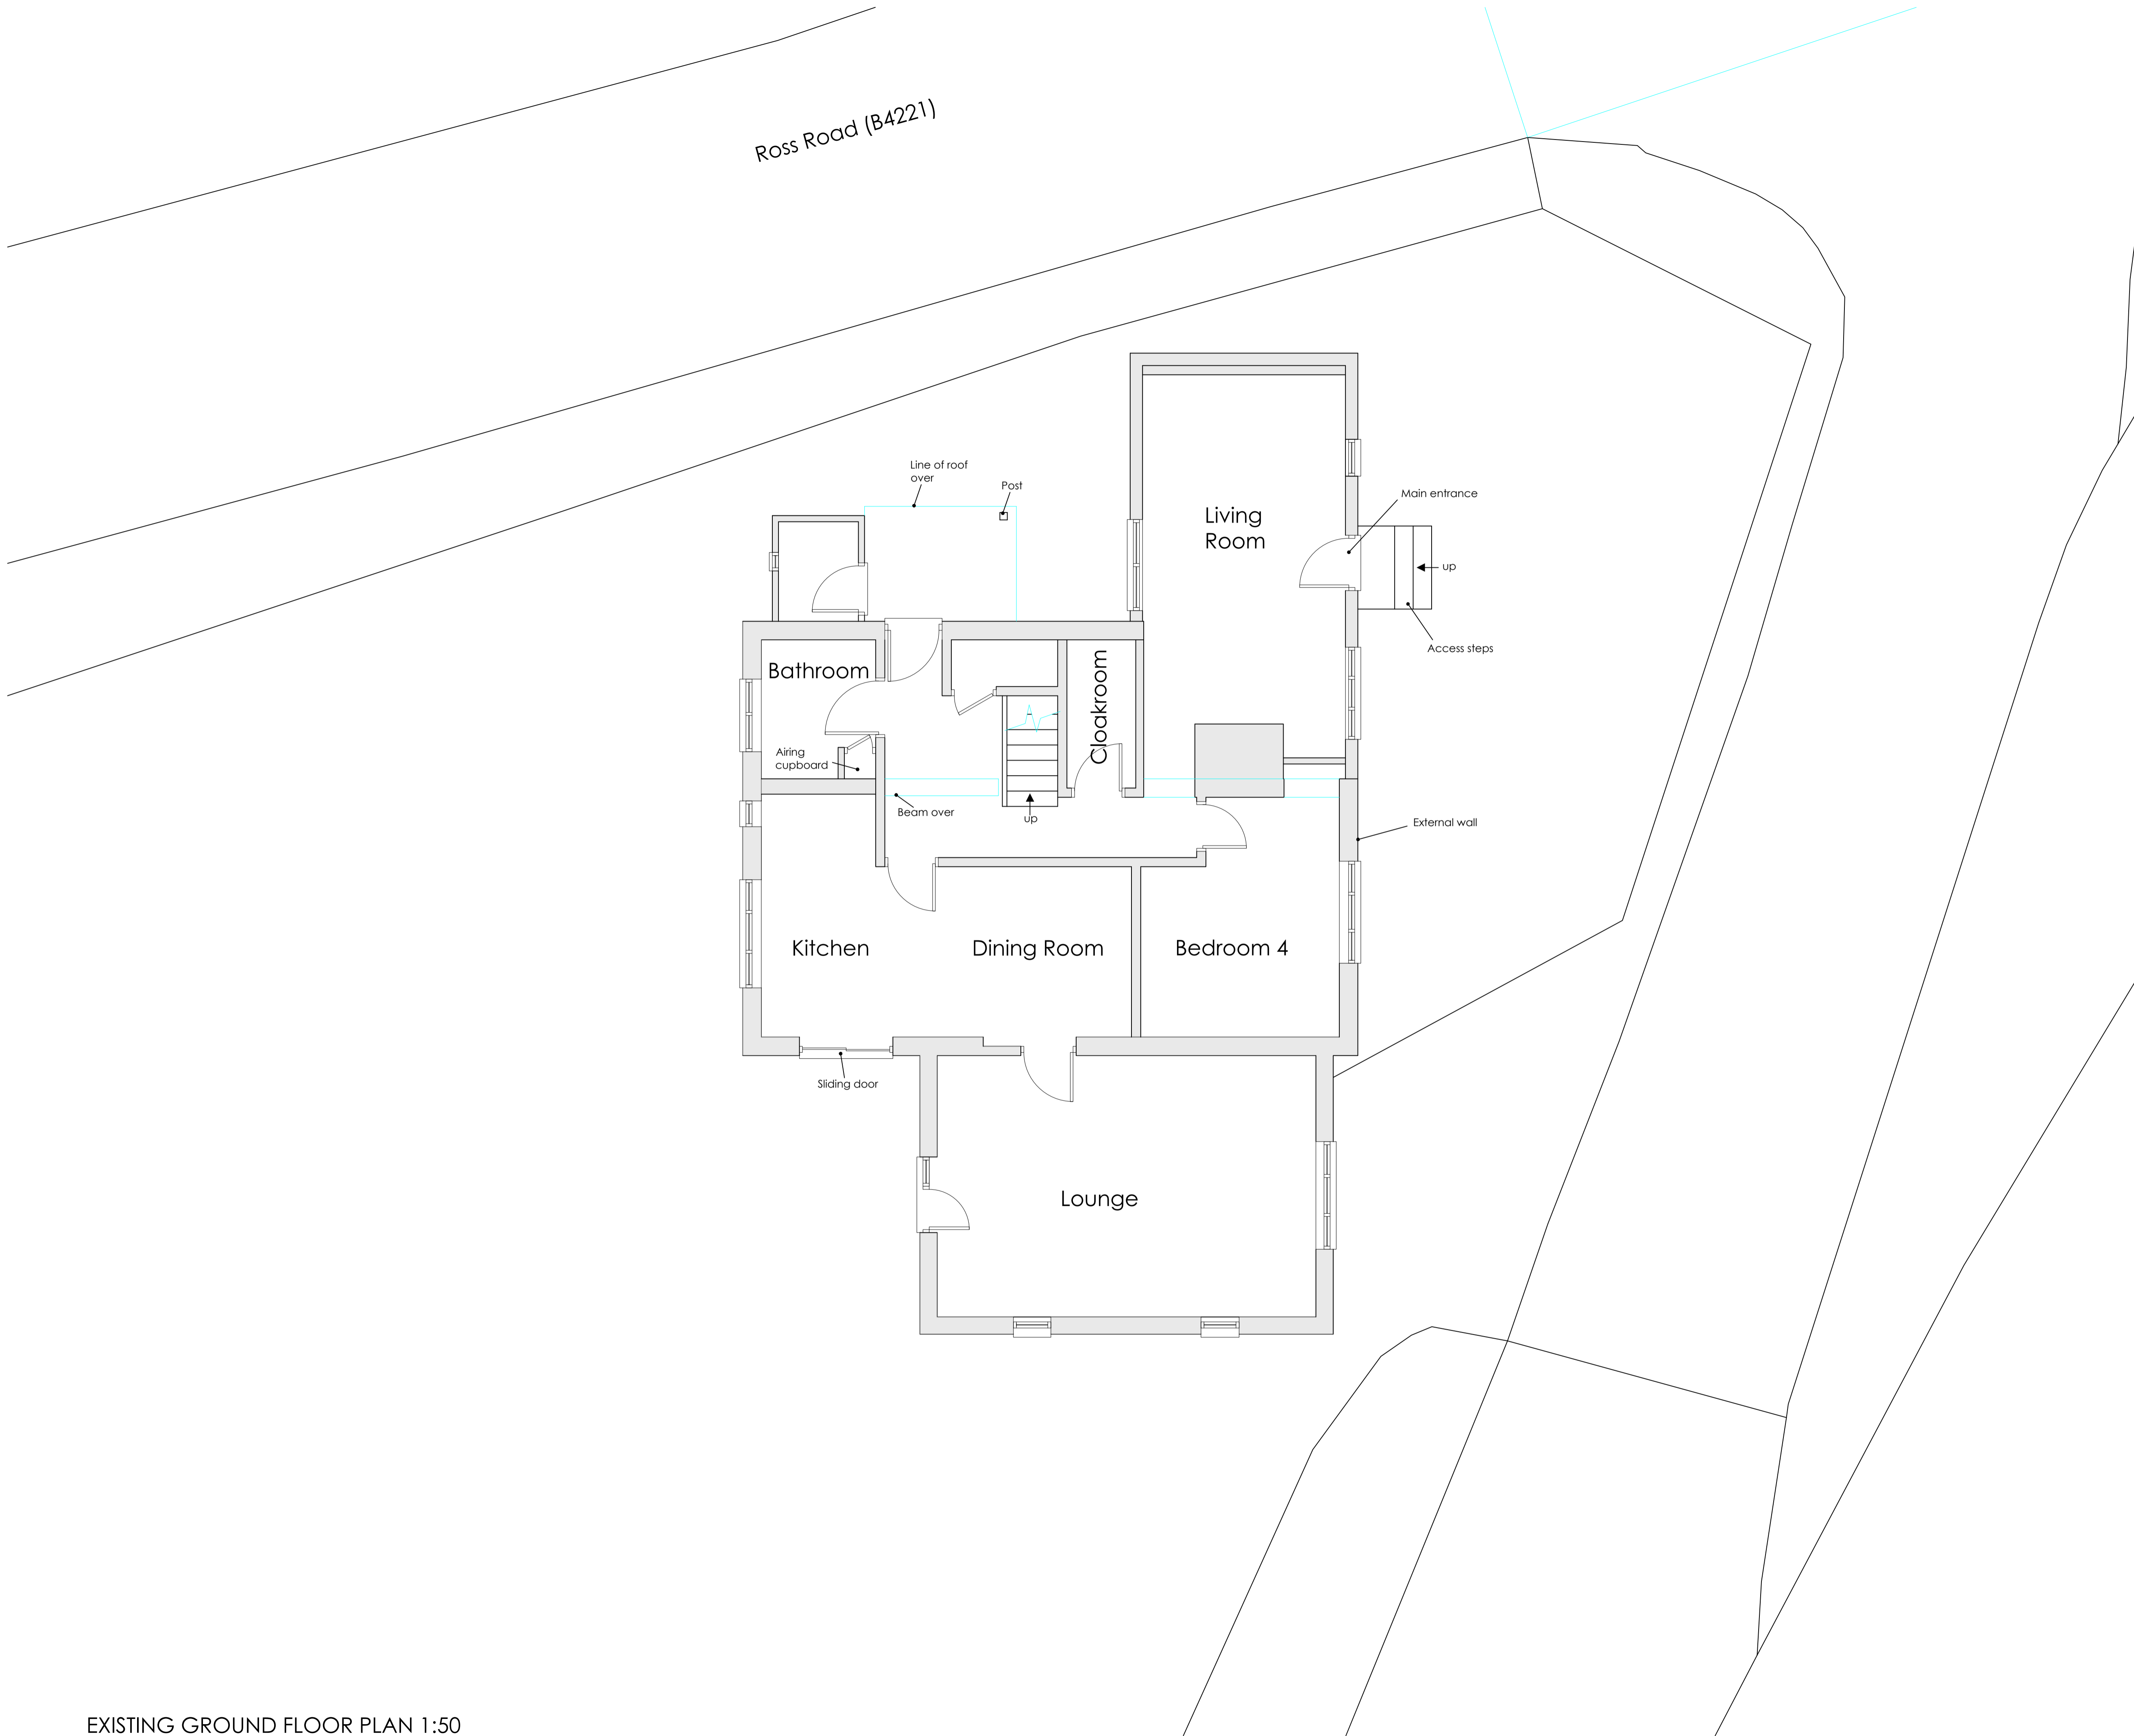 Ross Road (B4221)
Line of roof
over
Post
Main entrance
Living
Room
up
Access steps
Bathroom
Cloakroom
Airing
cupboard
Beam over
up
External wall
Kitchen
Dining Room
Bedroom 4
Sliding door
Lounge
EXISTING GROUND FLOOR PLAN 1:50